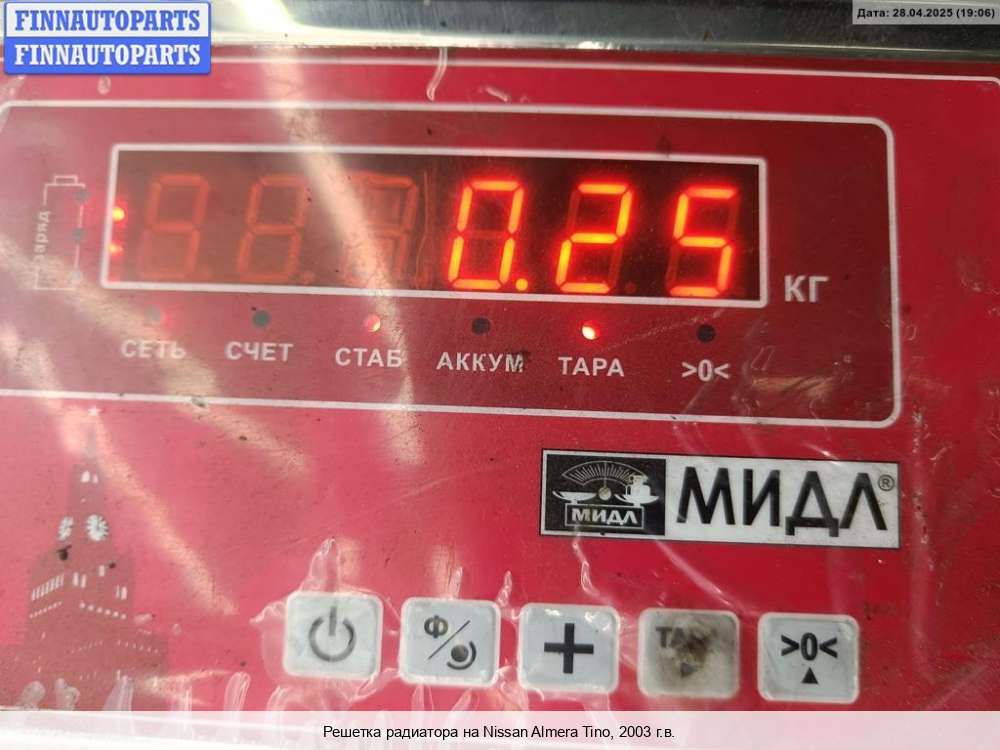 FINNAUTOPARTS
FINNAUTOPARTS
Дата: 28.04.2025 (19:06)
заряд
0.25
КГ
СЕТЬ СЧЕТ СТАБ АККУМ ТАРА >0<
МИДЛ
МИДЛ®
Ф
+
>0<
Решетка радиатора на Nissan Almera Tino, 2003 г.в.